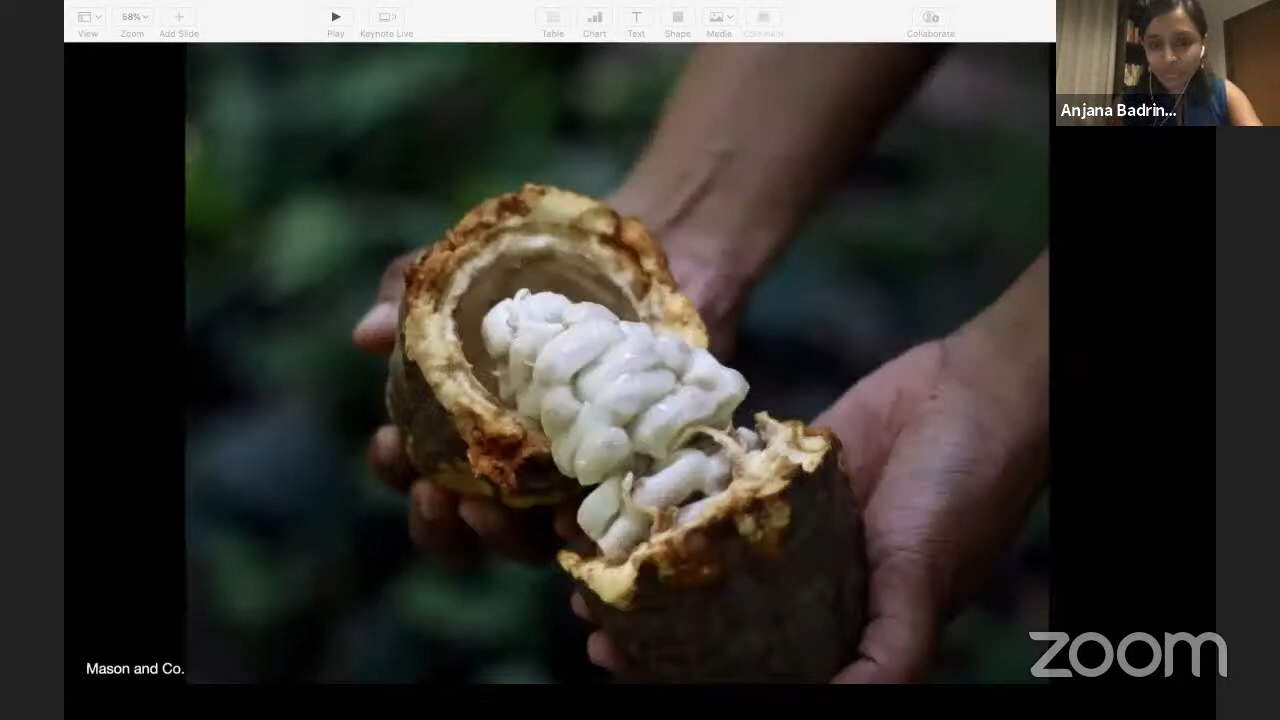 58%
View
Zoom
Add Slide
Play
Keynote Live
Table
Chart
Text
Shape
Media
Comment
Collaborate
Anjana Badrin...
Mason and Co.
zoom